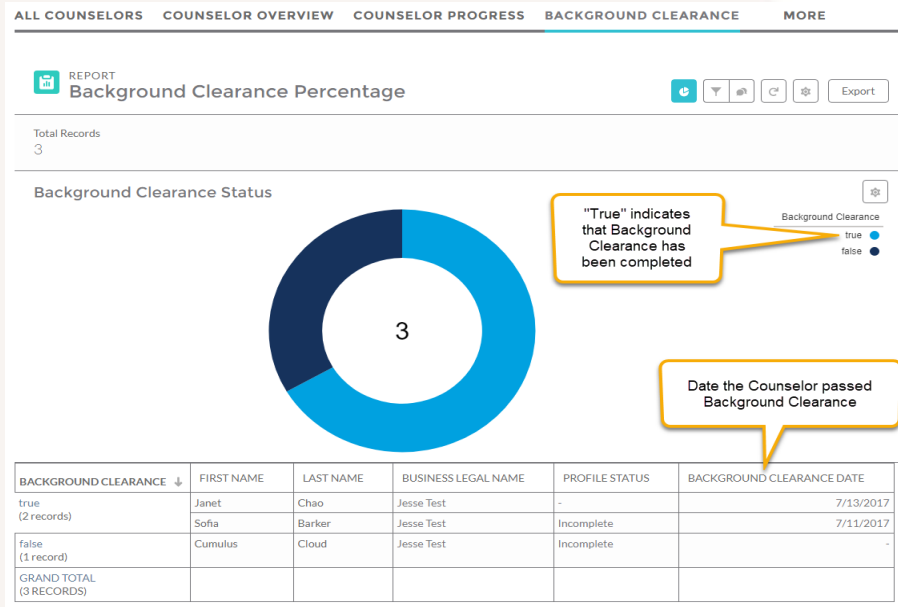 ALL COUNSELORS COUNSELOR OVERVIEW COUNSELOR PROGRESS BACKGROUND CLEARANCE MORE
REPORT
Background Clearance Percentage
Export
Total Records
3
Background Clearance Status
"True" indicates
that Background
Clearance has
been completed
Background Clearance
true
false
3
Date the Counselor passed
Background Clearance
BACKGROUND CLEARANCE ↓ FIRST NAME LAST NAME BUSINESS LEGAL NAME PROFILE STATUS BACKGROUND CLEARANCE DATE
true
(2 records)
Janet Chao Jesse Test - 7/13/2017
Sofia Barker Jesse Test Incomplete 7/11/2017
false
(1 record)
Cumulus Cloud Jesse Test Incomplete -
GRAND TOTAL
(3 RECORDS)